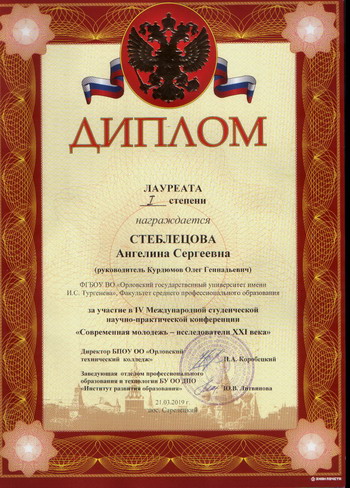 ДИПЛОМ
ЛАУРЕАТА
I степени
награждается
СТЕБЛЕЦОВА
Ангелина Сергеевна
(руководитель Курдюмов Олег Геннадьевич)
ФГБОУ ВО «Орловский государственный университет имени
И.С. Тургенева», Факультет среднего профессионального образования
за участие в IV Международной студенческой
научно-практической конференции
«Современная молодежь – исследователи XXI века»
Директор БПОУ ОО «Орловский
технический колледж» Н.А. Коробецкий
Заведующая отделом профессионального
образования и технологии БУ ОО ДПО
«Институт развития образования» Ю.В. Литвинова
21.03.2019